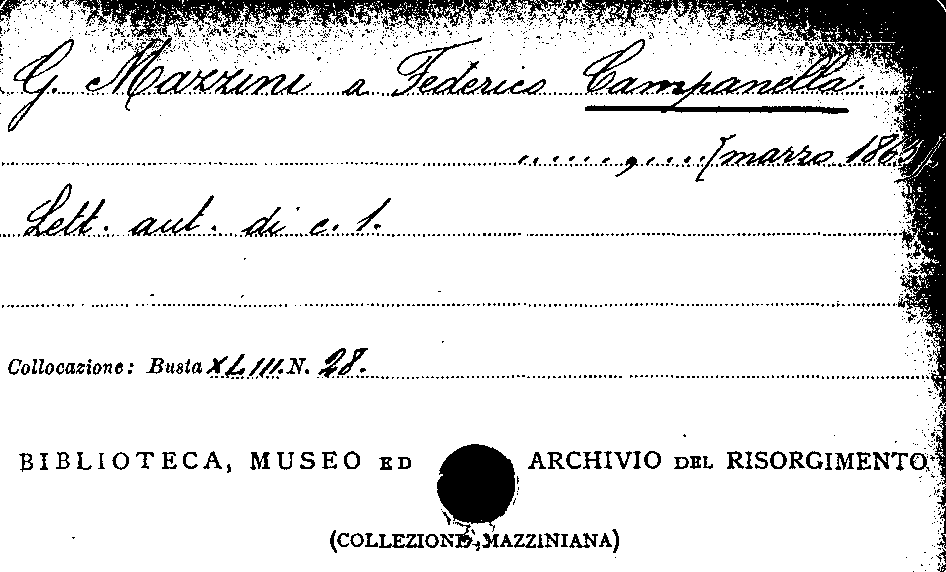 G. Mazzini a Federico Campanella.
......, ....[marzo
Lett. aut. di c. 1.
Collocazione: Busta XLIII. N. 28.
BIBLIOTECA, MUSEO ED ARCHIVIO DEL RISORGIMENTO
(COLLEZIONE MAZZINIANA)